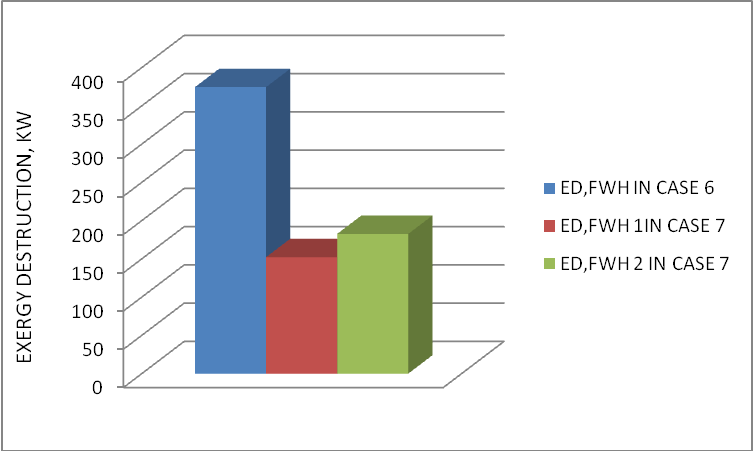 EXERGY DESTRUCTION, KW
400
350
300
250
200
150
100
50
0
ED,FWH IN CASE 6
ED,FWH 1IN CASE 7
ED,FWH 2 IN CASE 7